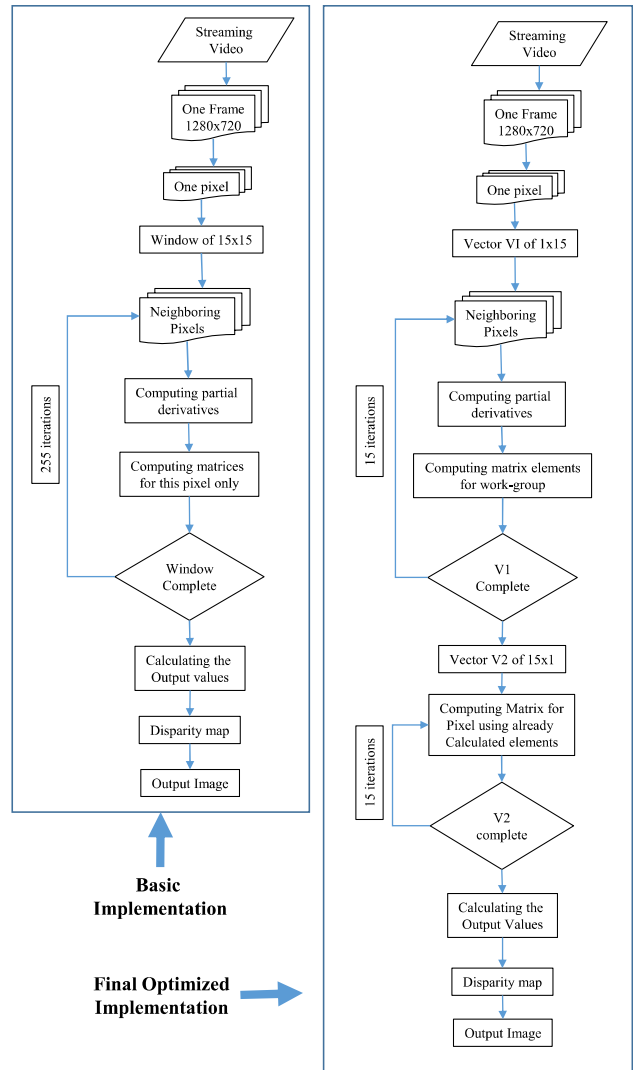 Streaming
Video
One Frame
1280x720
One pixel
Window of 15x15
Neighboring
Pixels
255 iterations
Computing partial
derivatives
Computing matrices
for this pixel only
Window
Complete
Calculating the
Output values
Disparity map
Output Image
Basic
Implementation
Final Optimized
Implementation
Streaming
Video
One Frame
1280x720
One pixel
Vector VI of 1x15
Neighboring
Pixels
15 iterations
Computing partial
derivatives
Computing matrix elements
for work-group
V1
Complete
Vector V2 of 15x1
Computing Matrix for
Pixel using already
Calculated elements
15 iterations
V2
complete
Calculating the
Output Values
Disparity map
Output Image